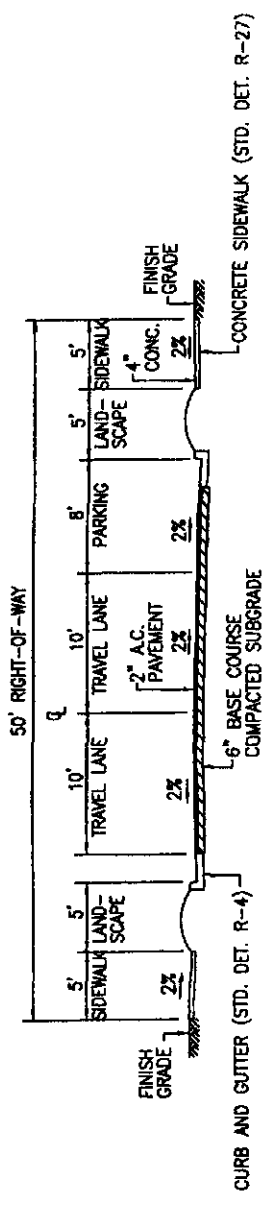 50' RIGHT-OF-WAY
℄
5'
SIDEWALK
5'
LAND-
SCAPE
10'
TRAVEL LANE
10'
TRAVEL LANE
8'
PARKING
5'
LAND-
SCAPE
5'
SIDEWALK
FINISH
GRADE
2%
2%
2" A.C.
PAVEMENT
2%
2%
4" CONC.
2%
FINISH
GRADE
CURB AND GUTTER (STD. DET. R-4)
6" BASE COURSE
COMPACTED SUBGRADE
CONCRETE SIDEWALK (STD. DET. R-27)